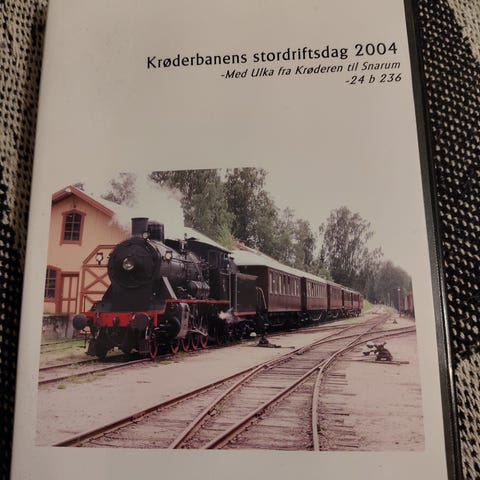 Krøderbanens stordriftsdag 2004
-Med Ulka fra Krøderen til Snarum
-24 b 236